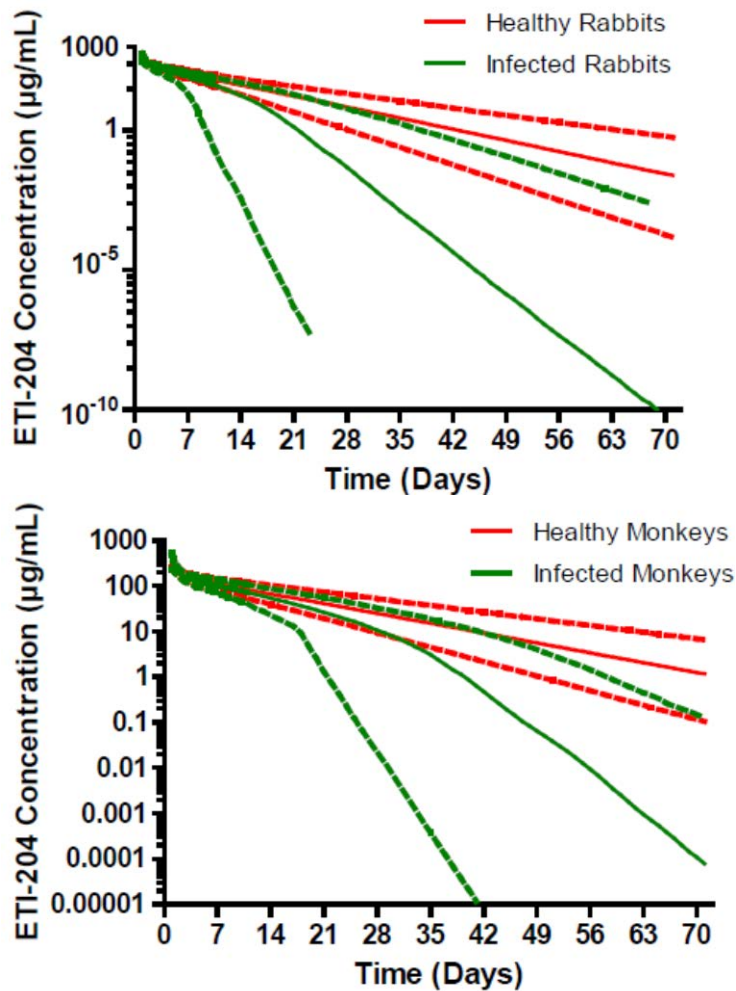 Healthy Rabbits
Infected Rabbits
ETI-204 Concentration (µg/mL)
1000
1
10-5
10-10
0 7 14 21 28 35 42 49 56 63 70
Time (Days)
Healthy Monkeys
Infected Monkeys
ETI-204 Concentration (µg/mL)
1000
100
10
1
0.1
0.01
0.001
0.0001
0.00001
0 7 14 21 28 35 42 49 56 63 70
Time (Days)